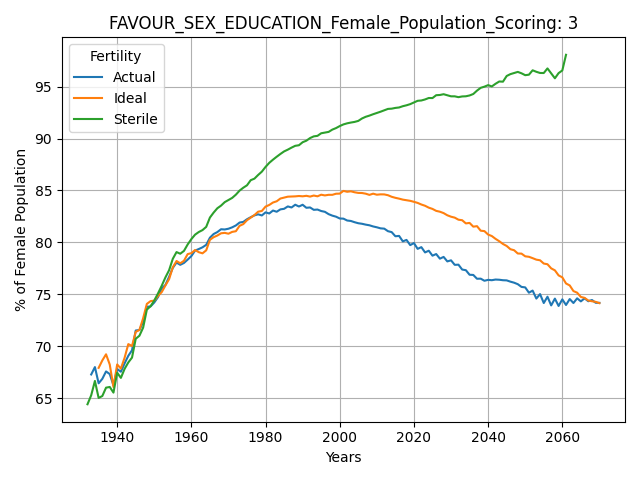 FAVOUR_SEX_EDUCATION_Female_Population_Scoring: 3
Fertility
Actual
Ideal
Sterile
% of Female Population
95
90
85
80
75
70
65
1940
1960
1980
2000
2020
2040
2060
Years